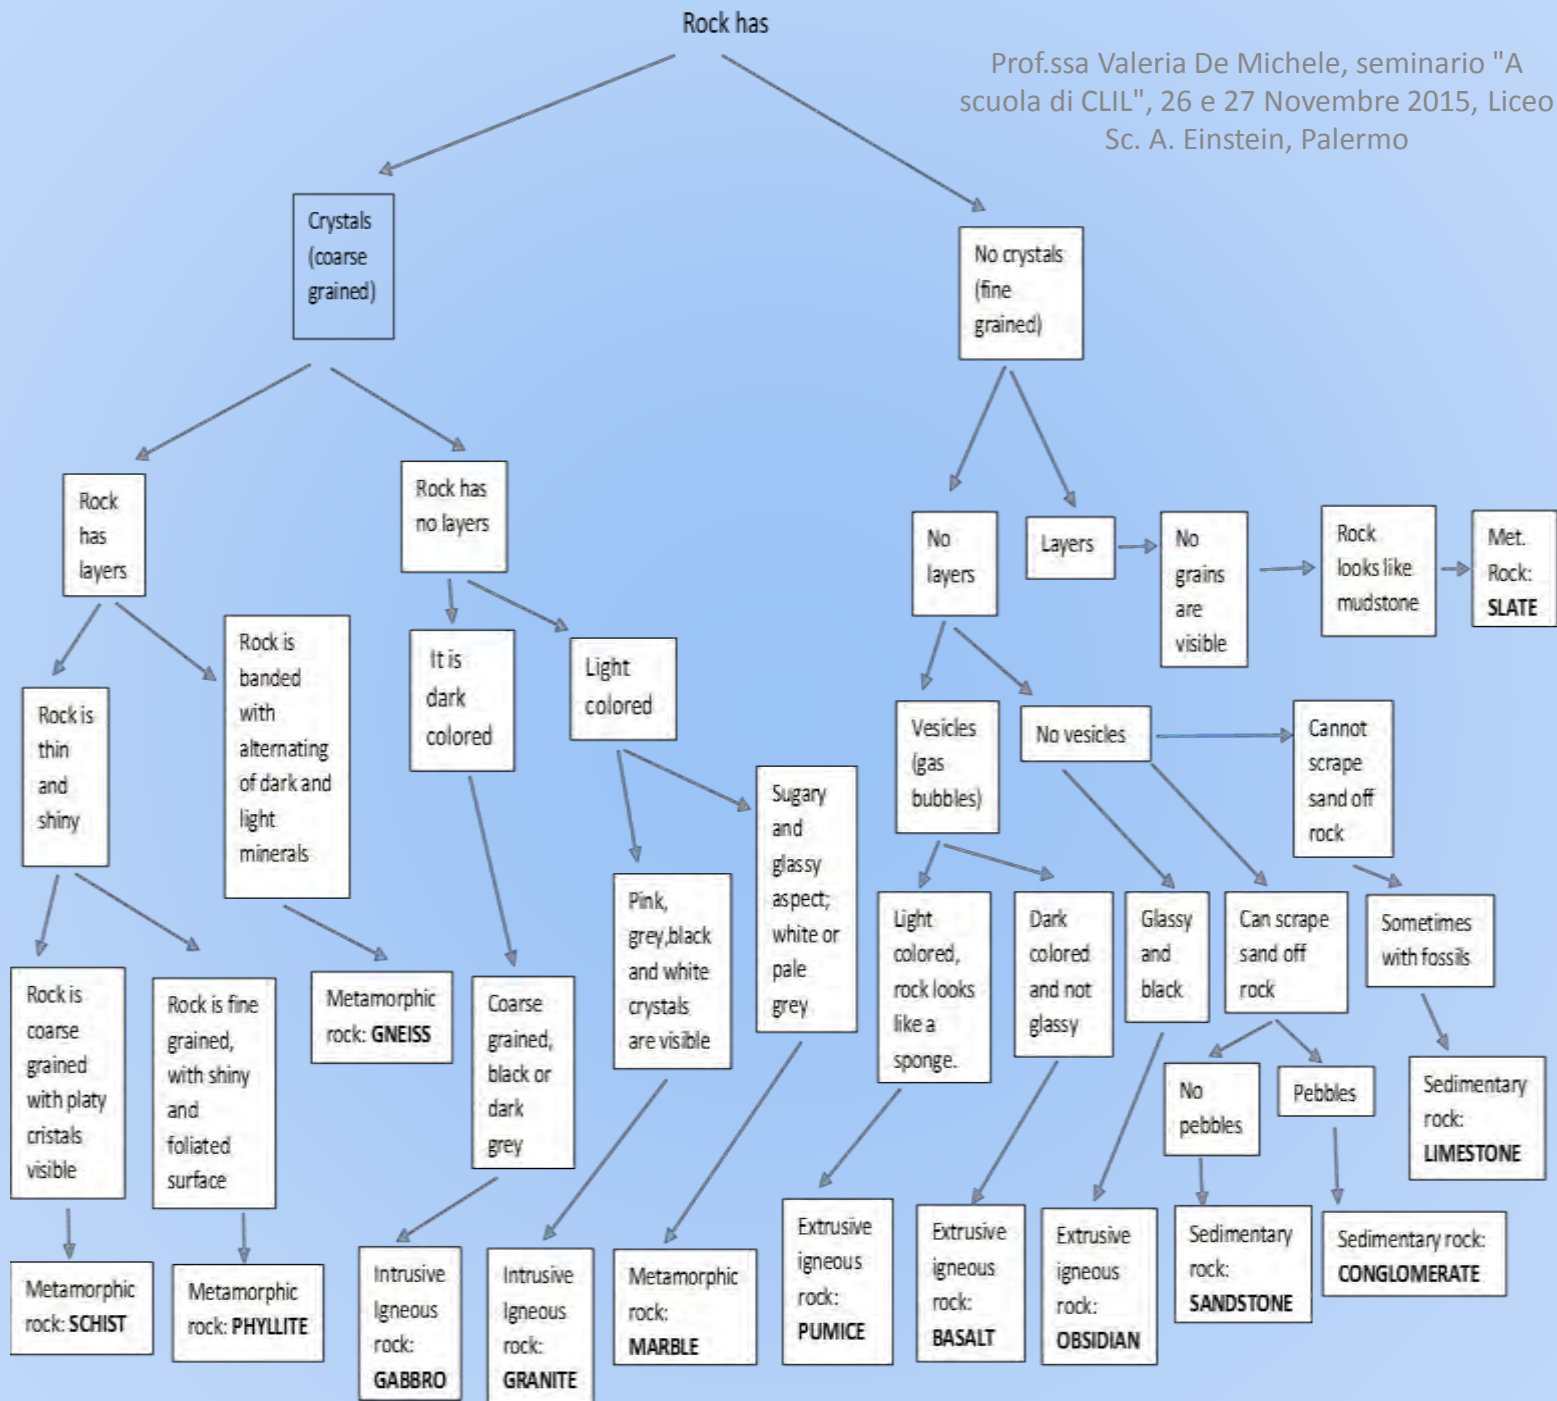 Rock has
Prof.ssa Valeria De Michele, seminario "A
scuola di CLIL", 26 e 27 Novembre 2015, Liceo
Sc. A. Einstein, Palermo
Crystals
(coarse
grained)
No crystals
(fine
grained)
Rock
has
layers
Rock has
no layers
No
layers
Layers
No
grains
are
visible
Rock
looks like
mudstone
Met.
Rock:
SLATE
Rock is
thin
and
shiny
Rock is
banded
with
alternating
of dark and
light
minerals
It is
dark
colored
Light
colored
Vesicles
(gas
bubbles)
No vesicles
Cannot
scrape
sand off
rock
Rock is
coarse
grained
with platy
cristals
visible
Rock is fine
grained,
with shiny
and
foliated
surface
Metamorphic
rock: GNEISS
Coarse
grained,
black or
dark
grey
Pink,
grey,black
and white
crystals
are visible
Sugary
and
glassy
aspect;
white or
pale
grey
Light
colored,
rock looks
like a
sponge.
Dark
colored
and not
glassy
Glassy
and
black
Can scrape
sand off
rock
Sometimes
with fossils
No
pebbles
Pebbles
Sedimentary
rock:
LIMESTONE
Metamorphic
rock: SCHIST
Metamorphic
rock: PHYLLITE
Intrusive
Igneous
rock:
GABBRO
Intrusive
Igneous
rock:
GRANITE
Metamorphic
rock:
MARBLE
Extrusive
igneous
rock:
PUMICE
Extrusive
igneous
rock:
BASALT
Extrusive
igneous
rock:
OBSIDIAN
Sedimentary
rock:
SANDSTONE
Sedimentary rock:
CONGLOMERATE